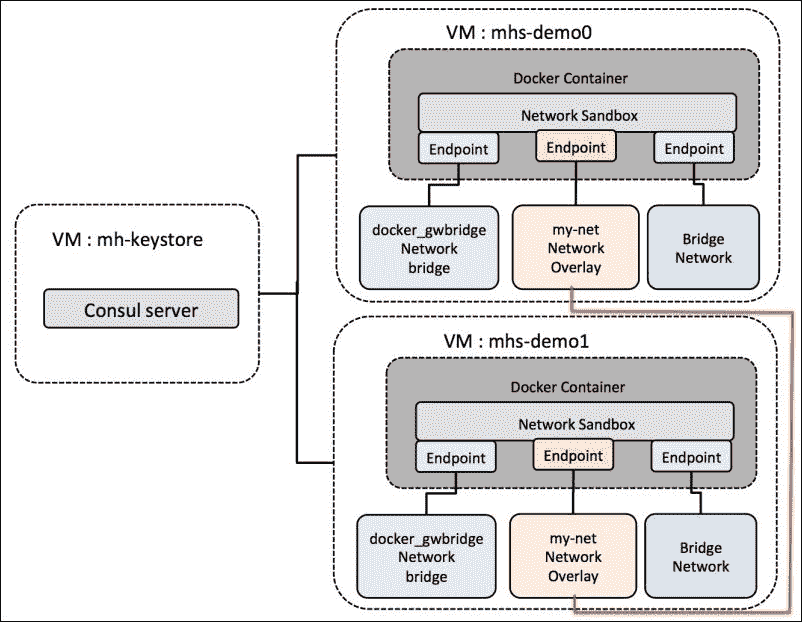 VM : mhs-demo0
Docker Container
Network Sandbox
Endpoint
Endpoint
Endpoint
docker_gwbridge
Network
bridge
my-net
Network
Overlay
Bridge
Network
VM : mh-keystore
Consul server
VM : mhs-demo1
Docker Container
Network Sandbox
Endpoint
Endpoint
Endpoint
docker_gwbridge
Network
bridge
my-net
Network
Overlay
Bridge
Network